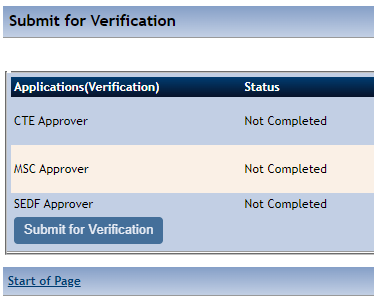 Submit for Verification
Applications(Verification) Status
CTE Approver Not Completed
MSC Approver Not Completed
SEDF Approver Not Completed
Submit for Verification
Start of Page